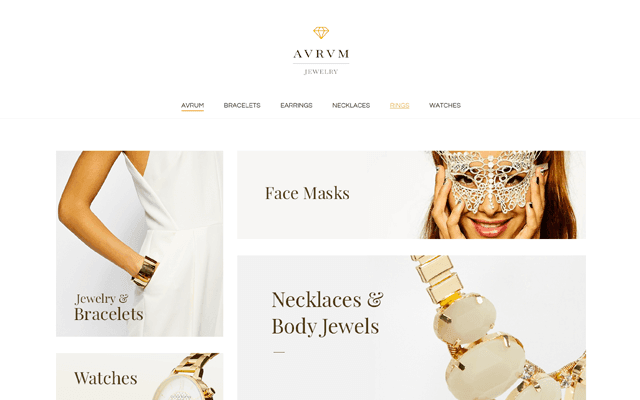 AVRVM
JEWELRY
AVRUM BRACELETS EARRINGS NECKLACES RINGS WATCHES
Face Masks
Jewelry &
Bracelets
Necklaces &
Body Jewels
Watches